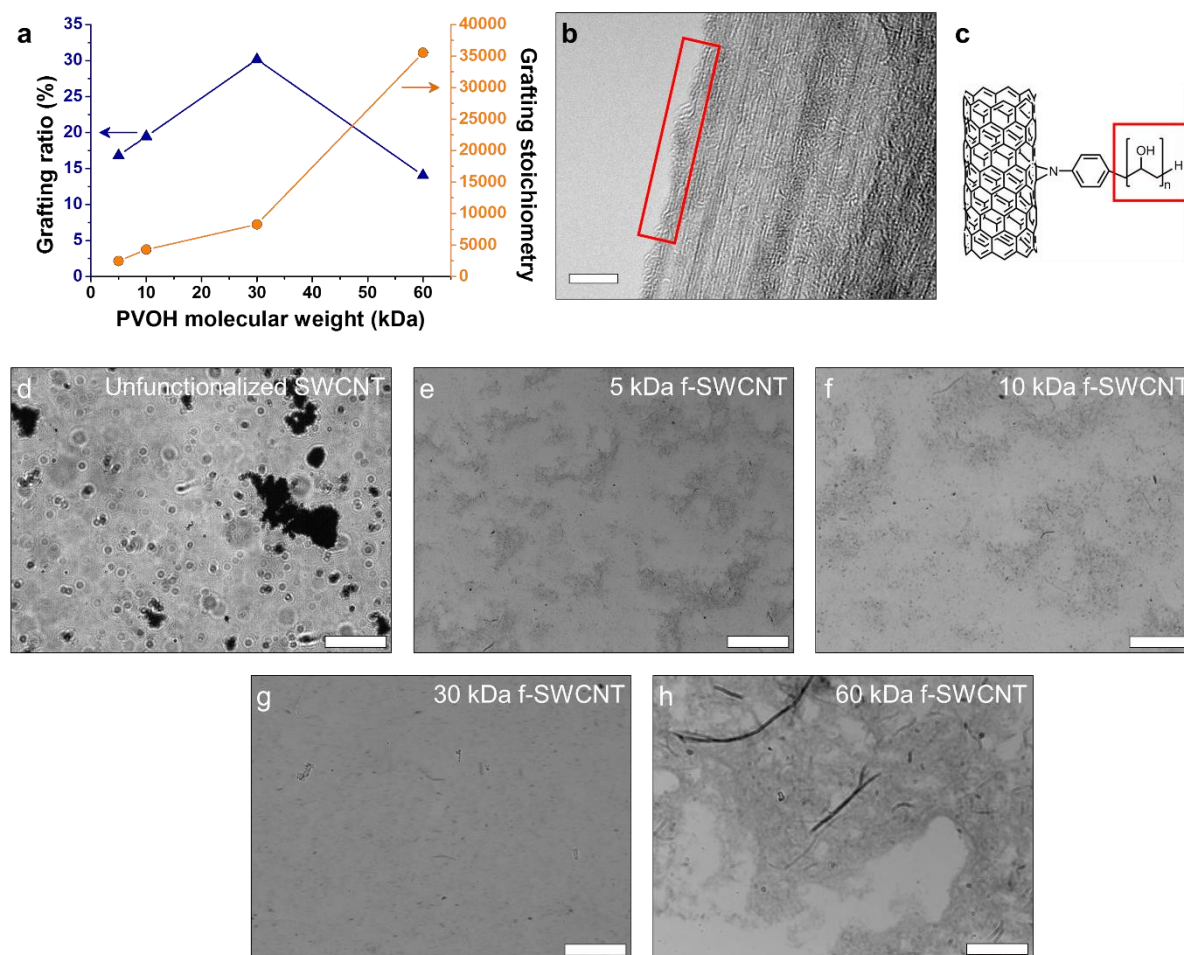 a
Grafting ratio (%)
35
30
25
20
15
10
5
0
0
10
20
30
40
50
60
PVOH molecular weight (kDa)
40000
35000
30000
25000
20000
15000
10000
5000
0
Grafting stoichiometry
b
c
N
OH
H
n
d
Unfunctionalized SWCNT
e
5 kDa f-SWCNT
f
10 kDa f-SWCNT
g
30 kDa f-SWCNT
h
60 kDa f-SWCNT